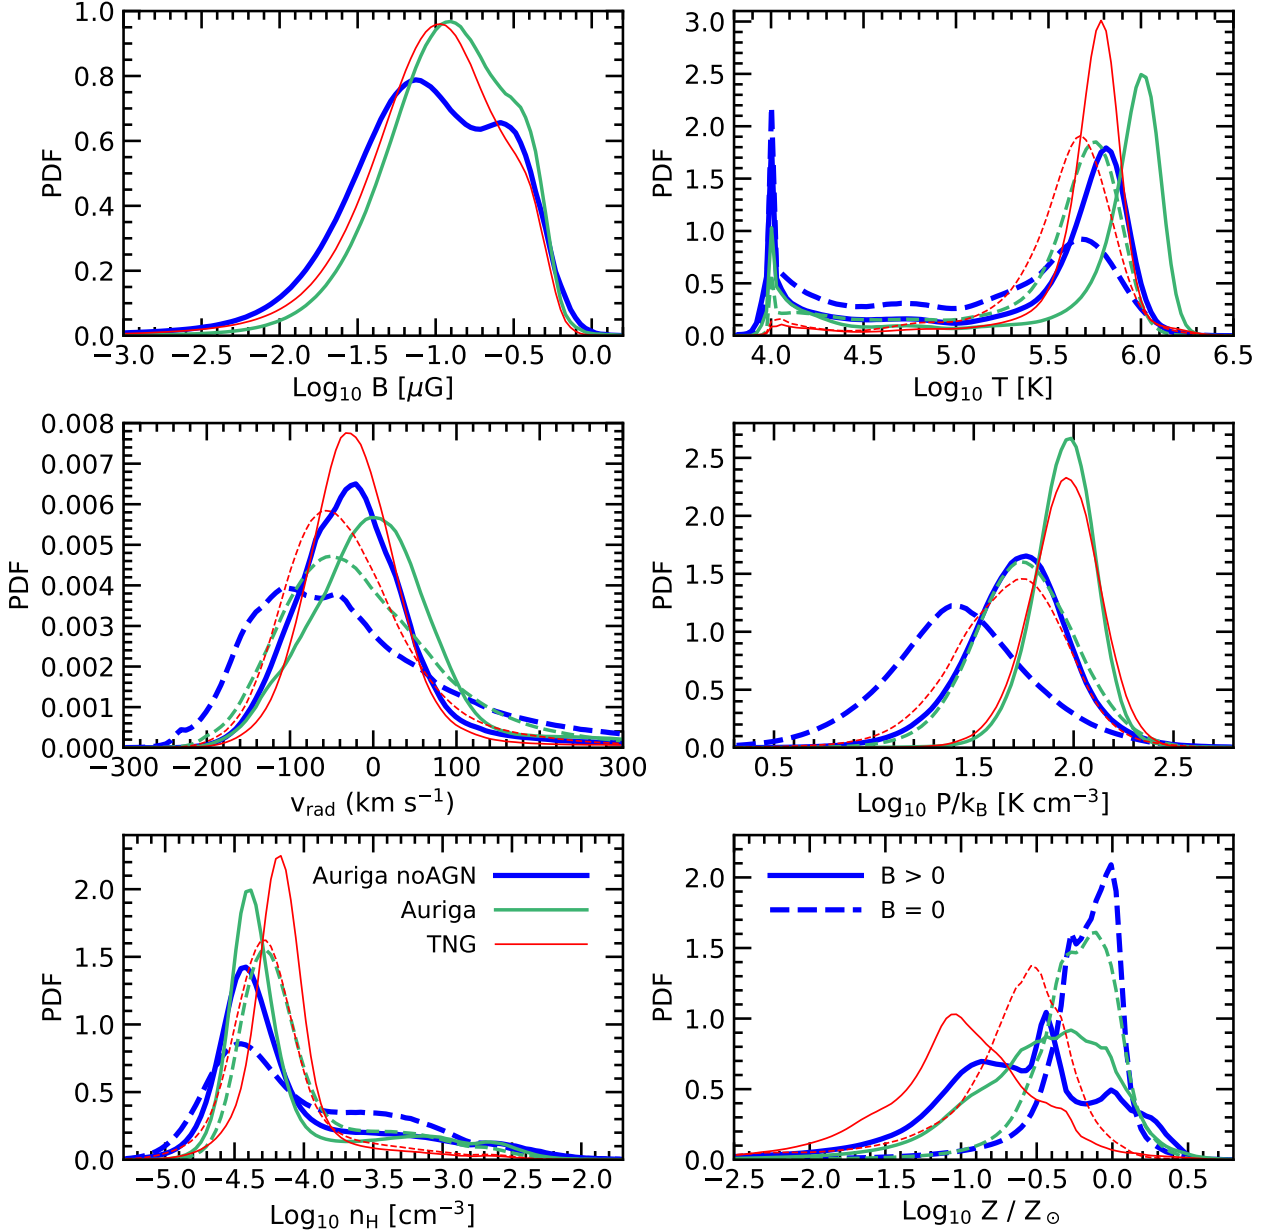 PDF
1.0
0.8
0.6
0.4
0.2
0.0
−3.0 −2.5 −2.0 −1.5 −1.0 −0.5 0.0
Log₁₀ B [μG]
PDF
3.0
2.5
2.0
1.5
1.0
0.5
0.0
4.0 4.5 5.0 5.5 6.0 6.5
Log₁₀ T [K]
PDF
0.008
0.007
0.006
0.005
0.004
0.003
0.002
0.001
0.000
−300 −200 −100 0 100 200 300
v_rad (km s⁻¹)
PDF
2.5
2.0
1.5
1.0
0.5
0.0
0.5 1.0 1.5 2.0 2.5
Log₁₀ P/k_B [K cm⁻³]
PDF
2.0
1.5
1.0
0.5
0.0
Auriga noAGN
Auriga
TNG
−5.0 −4.5 −4.0 −3.5 −3.0 −2.5 −2.0
Log₁₀ n_H [cm⁻³]
PDF
2.0
1.5
1.0
0.5
0.0
B > 0
B = 0
−2.5 −2.0 −1.5 −1.0 −0.5 0.0 0.5
Log₁₀ Z / Z_⊙